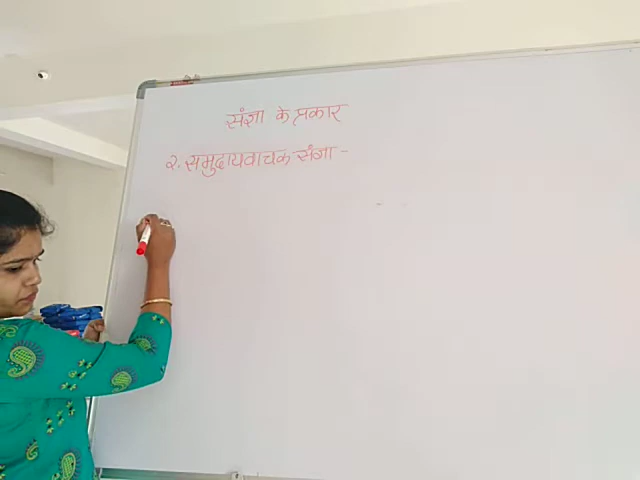 संज्ञा के प्रकार
२. समुदायवाचक संज्ञा -